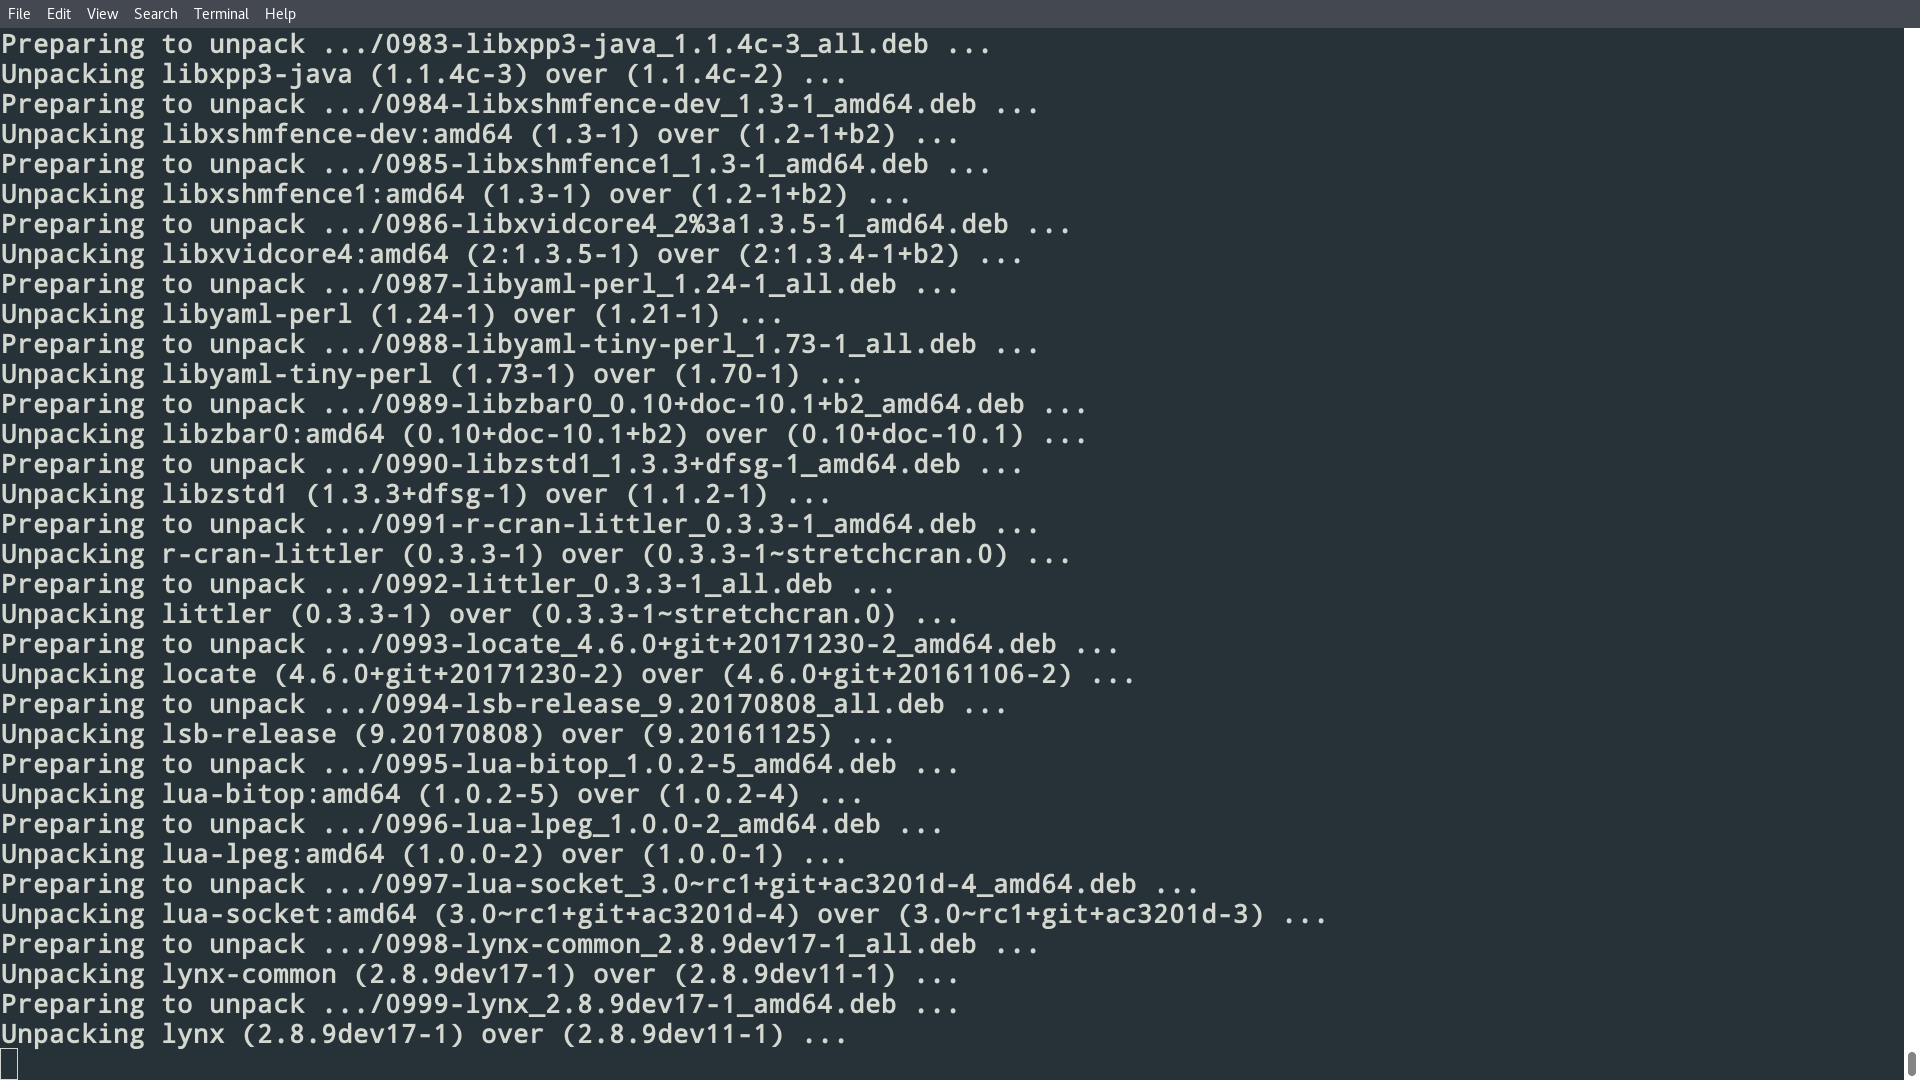 File Edit View Search Terminal Help
Preparing to unpack .../0983-libxpp3-java_1.1.4c-3_all.deb ...
Unpacking libxpp3-java (1.1.4c-3) over (1.1.4c-2) ...
Preparing to unpack .../0984-libxshmfence-dev_1.3-1_amd64.deb ...
Unpacking libxshmfence-dev:amd64 (1.3-1) over (1.2-1+b2) ...
Preparing to unpack .../0985-libxshmfence1_1.3-1_amd64.deb ...
Unpacking libxshmfence1:amd64 (1.3-1) over (1.2-1+b2) ...
Preparing to unpack .../0986-libxvidcore4_2%3a1.3.5-1_amd64.deb ...
Unpacking libxvidcore4:amd64 (2:1.3.5-1) over (2:1.3.4-1+b2) ...
Preparing to unpack .../0987-libyaml-perl_1.24-1_all.deb ...
Unpacking libyaml-perl (1.24-1) over (1.21-1) ...
Preparing to unpack .../0988-libyaml-tiny-perl_1.73-1_all.deb ...
Unpacking libyaml-tiny-perl (1.73-1) over (1.70-1) ...
Preparing to unpack .../0989-libzbar0_0.10+doc-10.1+b2_amd64.deb ...
Unpacking libzbar0:amd64 (0.10+doc-10.1+b2) over (0.10+doc-10.1) ...
Preparing to unpack .../0990-libzstd1_1.3.3+dfsg-1_amd64.deb ...
Unpacking libzstd1 (1.3.3+dfsg-1) over (1.1.2-1) ...
Preparing to unpack .../0991-r-cran-littler_0.3.3-1_amd64.deb ...
Unpacking r-cran-littler (0.3.3-1) over (0.3.3-1~stretchcran.0) ...
Preparing to unpack .../0992-littler_0.3.3-1_all.deb ...
Unpacking littler (0.3.3-1) over (0.3.3-1~stretchcran.0) ...
Preparing to unpack .../0993-locate_4.6.0+git+20171230-2_amd64.deb ...
Unpacking locate (4.6.0+git+20171230-2) over (4.6.0+git+20161106-2) ...
Preparing to unpack .../0994-lsb-release_9.20170808_all.deb ...
Unpacking lsb-release (9.20170808) over (9.20161125) ...
Preparing to unpack .../0995-lua-bitop_1.0.2-5_amd64.deb ...
Unpacking lua-bitop:amd64 (1.0.2-5) over (1.0.2-4) ...
Preparing to unpack .../0996-lua-lpeg_1.0.0-2_amd64.deb ...
Unpacking lua-lpeg:amd64 (1.0.0-2) over (1.0.0-1) ...
Preparing to unpack .../0997-lua-socket_3.0~rc1+git+ac3201d-4_amd64.deb ...
Unpacking lua-socket:amd64 (3.0~rc1+git+ac3201d-4) over (3.0~rc1+git+ac3201d-3) ...
Preparing to unpack .../0998-lynx-common_2.8.9dev17-1_all.deb ...
Unpacking lynx-common (2.8.9dev17-1) over (2.8.9dev11-1) ...
Preparing to unpack .../0999-lynx_2.8.9dev17-1_amd64.deb ...
Unpacking lynx (2.8.9dev17-1) over (2.8.9dev11-1) ...